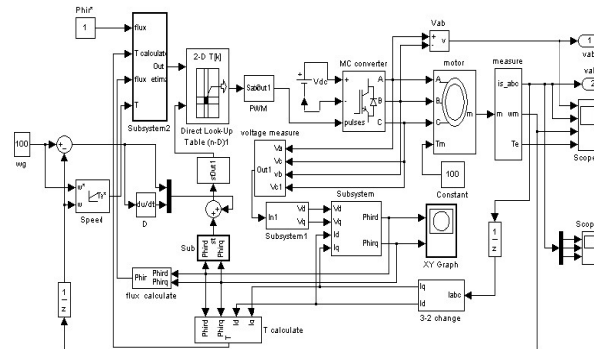 Phir*
1
flux
T calculate
Out
flux estima
T
Subsystem2
2-D T[k]
Direct Look-Up
Table (n-D)1
SabOut1
PWM
Vdc
MC converter
+
-
pulses
A
B
C
Vab
+
-
v
motor
A
B
C
Tm
m
measure
is_abc
m wm
Te
1
vab
2
Scope
100
wg
w*
w
Tr*
Speed
du/dt
D
sOut1
voltage measure
Va
Vc
Out1
Vb
Vc1
100
Constant
In1
Vd
Vq
Subsystem1
Subsystem
Vd
Vq
Id
Iq
Phird
Phirq
XY Graph
1
z
Scop
st
Phird
Phirq
Sub
Phir
Phird
Phirq
flux calculate
Iq
Id
Iabc
3-2 change
1
z
Phird
Phirq
Id
Iq
T
T calculate